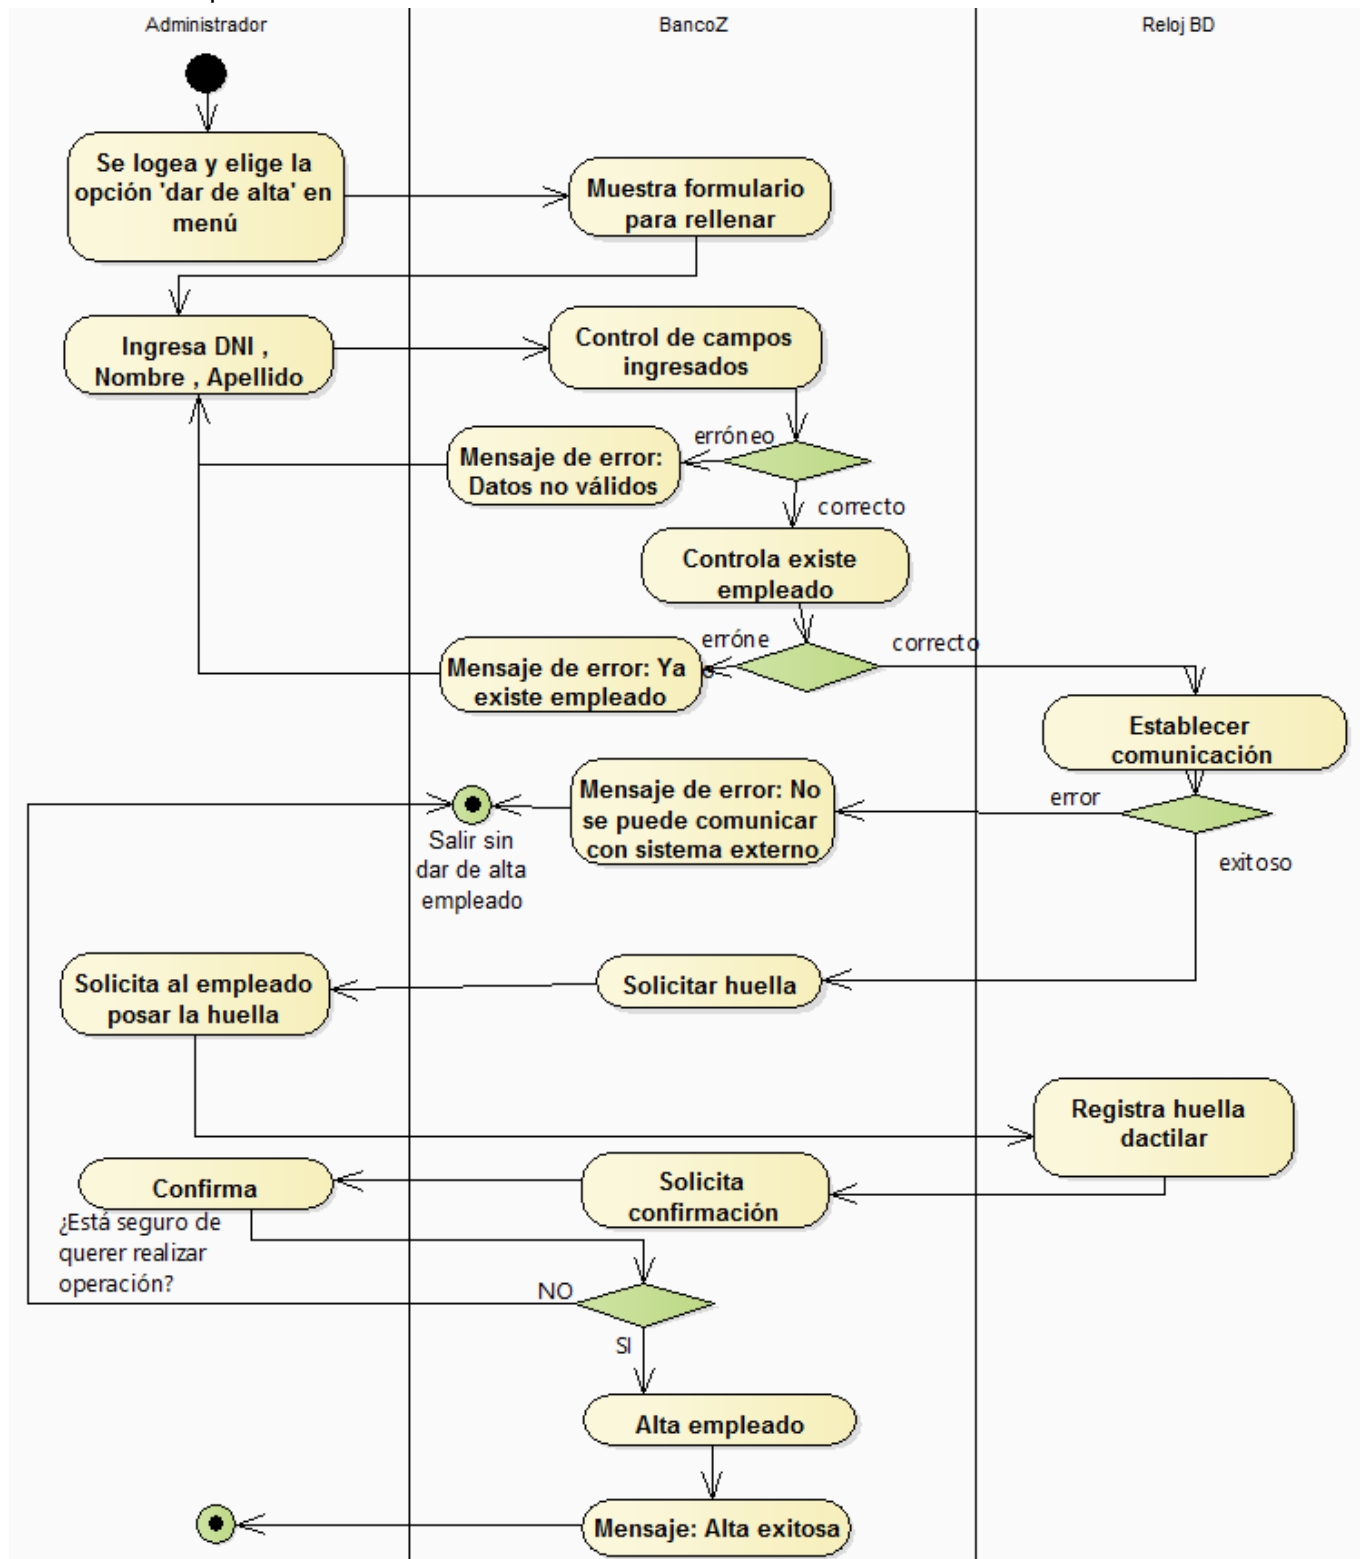 Administrador
BancoZ
Reloj BD
Se logea y elige la
opción 'dar de alta' en
menú
Muestra formulario
para rellenar
Ingresa DNI ,
Nombre , Apellido
Control de campos
ingresados
erróneo
Mensaje de error:
Datos no válidos
correcto
Controla existe
empleado
erróne
o
correcto
Mensaje de error: Ya
existe empleado
Establecer
comunicación
Mensaje de error: No
se puede comunicar
con sistema externo
error
exitoso
Salir sin
dar de alta
empleado
Solicita al empleado
posar la huella
Solicitar huella
Registra huella
dactilar
Confirma
Solicita
confirmación
¿Está seguro de
querer realizar
operación?
NO
SI
Alta empleado
Mensaje: Alta exitosa